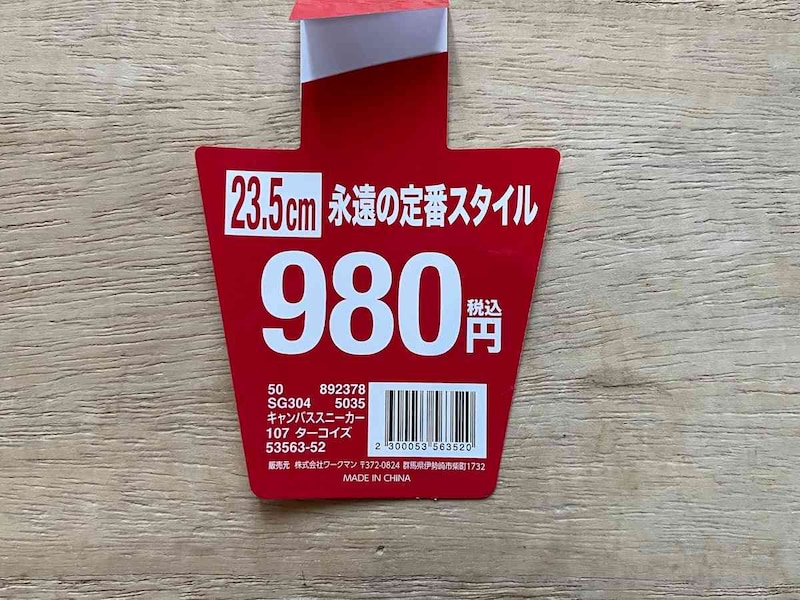 23.5cm 永遠の定番スタイル
980円 税込
50 892378
SG304 5035
キャンバススニーカー
107 ターコイズ
53563-52
2 300053 563520
販売元 株式会社ワークマン 〒372-0824 群馬県伊勢崎市柴町1732
MADE IN CHINA